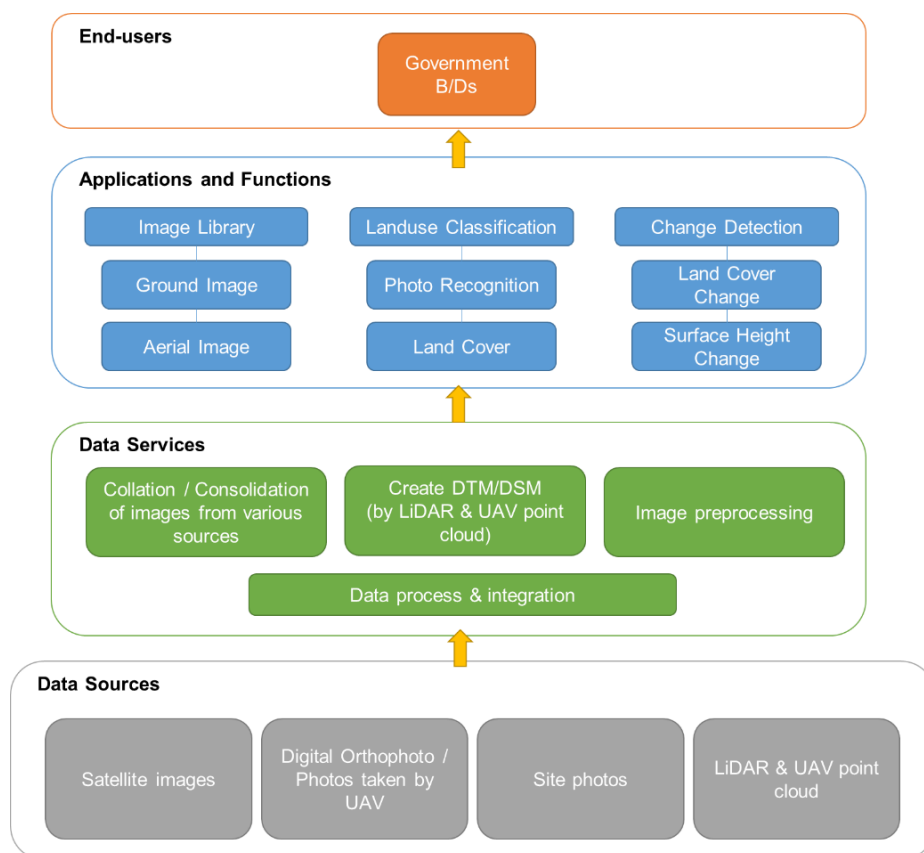 End-users
Government
B/Ds
Applications and Functions
Image Library
Landuse Classification
Change Detection
Ground Image
Photo Recognition
Land Cover
Change
Aerial Image
Land Cover
Surface Height
Change
Data Services
Collation / Consolidation
of images from various
sources
Create DTM/DSM
(by LiDAR & UAV point
cloud)
Image preprocessing
Data process & integration
Data Sources
Satellite images
Digital Orthophoto /
Photos taken by
UAV
Site photos
LiDAR & UAV point
cloud